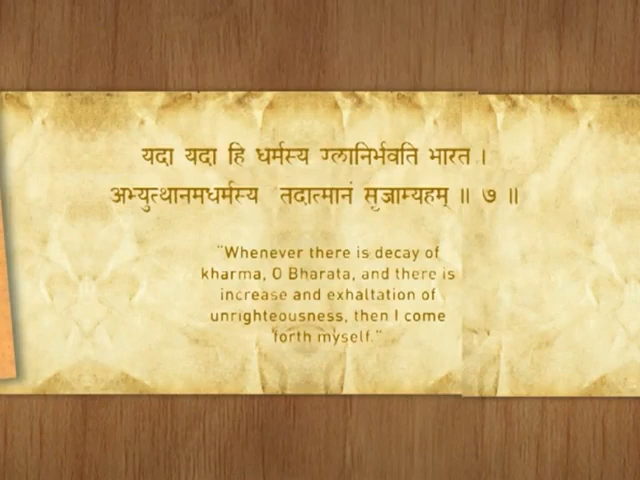 यदा यदा हि धर्मस्य ग्लानिर्भवति भारत ।
अभ्युत्थानमधर्मस्य तदात्मानं सृजाम्यहम् ॥ ७ ॥
"Whenever there is decay of
kharma, O Bharata, and there is
increase and exhaltation of
unrighteousness, then I come
forth myself."